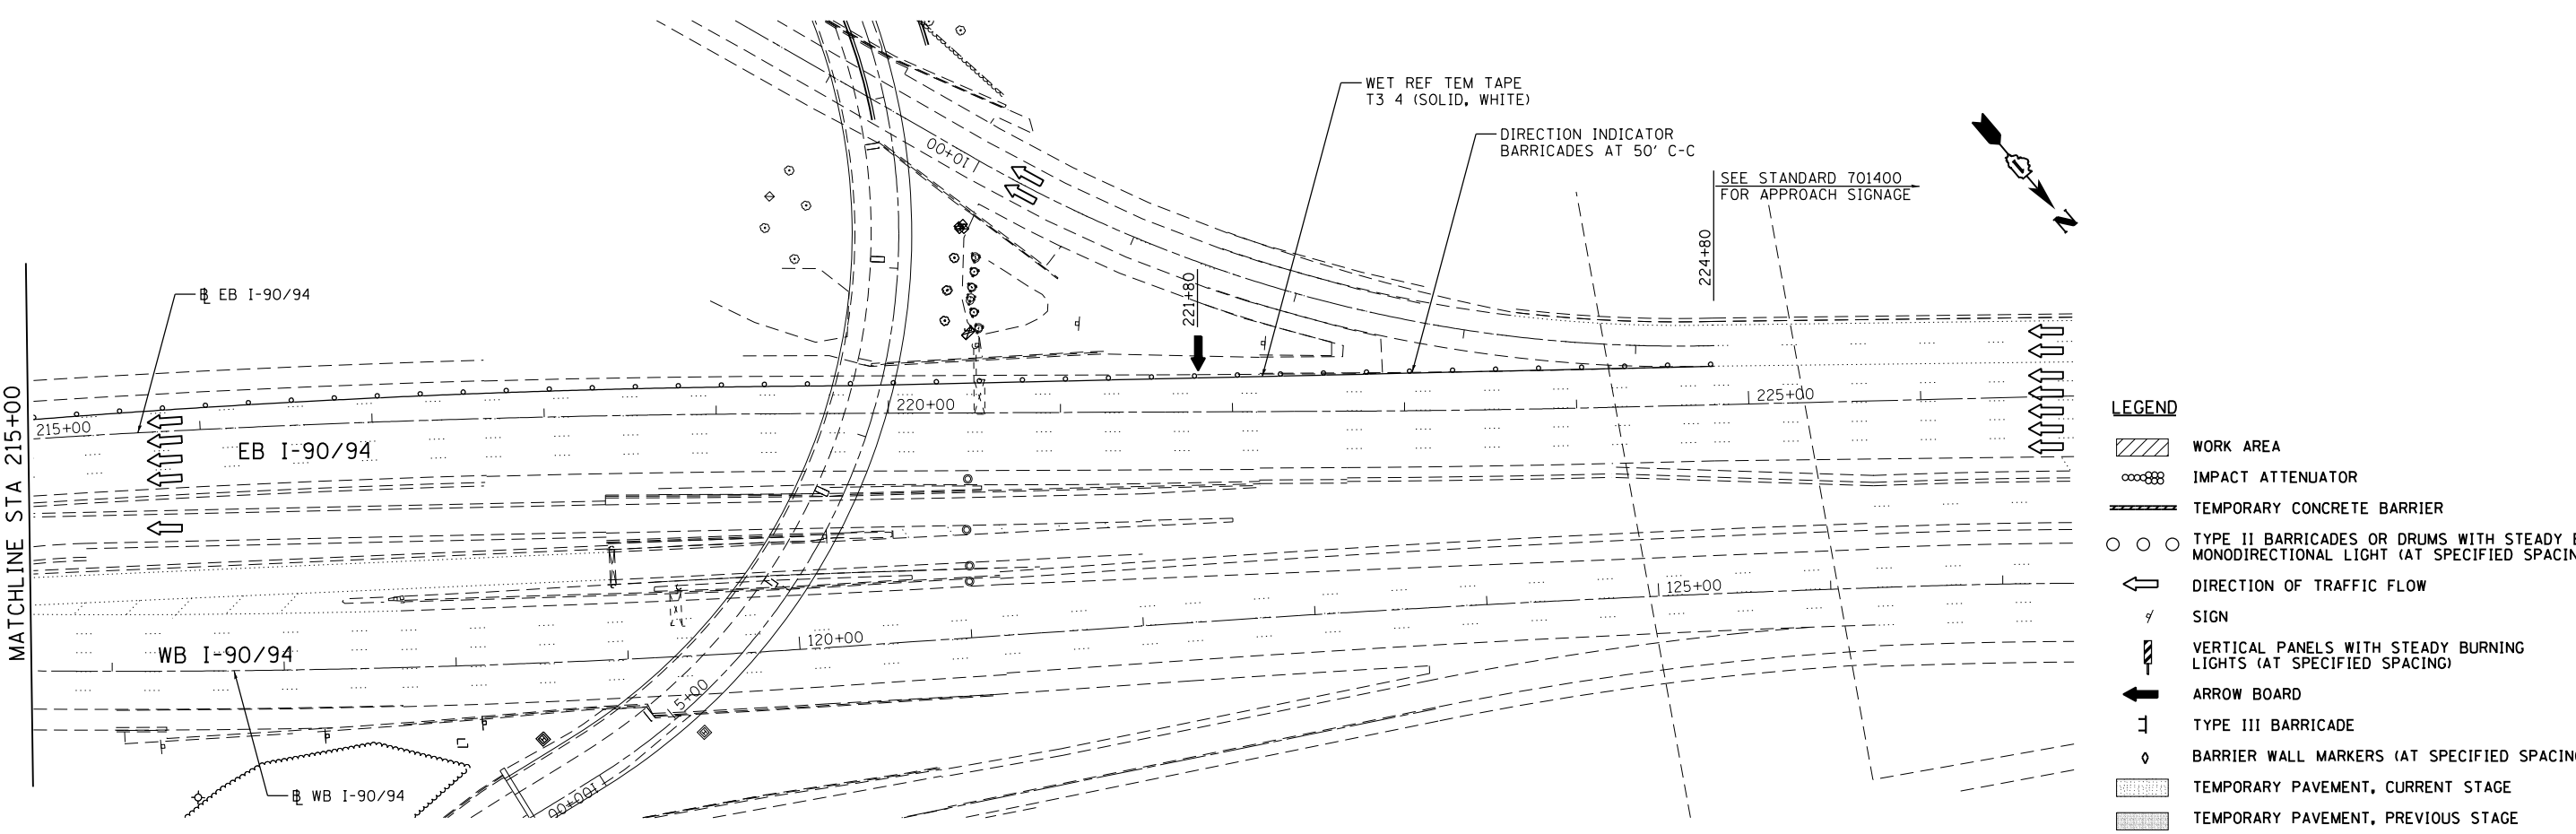 WET REF TEM TAPE
T3 4 (SOLID, WHITE)
DIRECTION INDICATOR
BARRICADES AT 50' C-C
SEE STANDARD 701400
FOR APPROACH SIGNAGE
10+00
N
224+80
221+80
℄ EB I-90/94
MATCHLINE STA 215+00
215+00
220+00
225+00
EB I-90/94
125+00
120+00
WB I-90/94
15+00
℄ WB I-90/94
100+00
LEGEND
WORK AREA
IMPACT ATTENUATOR
TEMPORARY CONCRETE BARRIER
TYPE II BARRICADES OR DRUMS WITH STEADY
MONODIRECTIONAL LIGHT (AT SPECIFIED
DIRECTION OF TRAFFIC FLOW
SIGN
VERTICAL PANELS WITH STEADY BURNING
LIGHTS (AT SPECIFIED SPACING)
ARROW BOARD
TYPE III BARRICADE
BARRIER WALL MARKERS (AT SPECIFIED
TEMPORARY PAVEMENT, CURRENT STAGE
TEMPORARY PAVEMENT, PREVIOUS STAGE